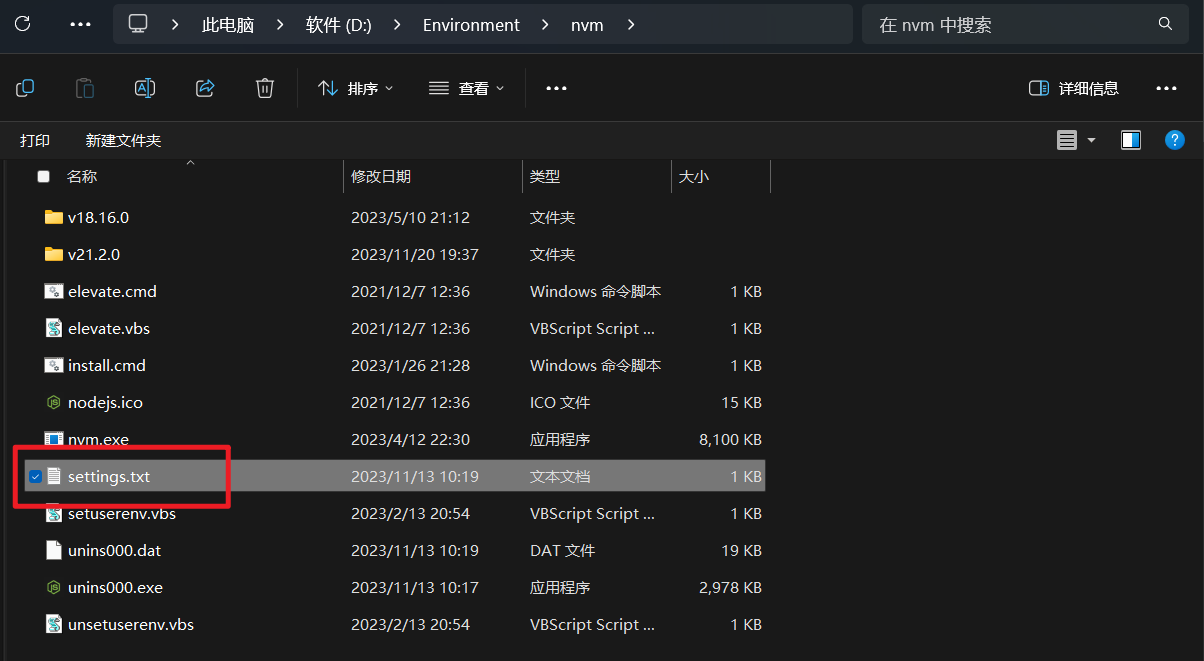 此电脑 软件 (D:) Environment nvm 在 nvm 中搜索
排序 查看 详细信息
打印 新建文件夹
名称 修改日期 类型 大小
v18.16.0 2023/5/10 21:12 文件夹
v21.2.0 2023/11/20 19:37 文件夹
elevate.cmd 2021/12/7 12:36 Windows 命令脚本 1 KB
elevate.vbs 2021/12/7 12:36 VBScript Script ... 1 KB
install.cmd 2023/1/26 21:28 Windows 命令脚本 1 KB
nodejs.ico 2021/12/7 12:36 ICO 文件 15 KB
nvm.exe 2023/4/12 22:30 应用程序 8,100 KB
settings.txt 2023/11/13 10:19 文本文档 1 KB
setuserenv.vbs 2023/2/13 20:54 VBScript Script ... 1 KB
unins000.dat 2023/11/13 10:19 DAT 文件 19 KB
unins000.exe 2023/11/13 10:17 应用程序 2,978 KB
unsetuserenv.vbs 2023/2/13 20:54 VBScript Script ... 1 KB